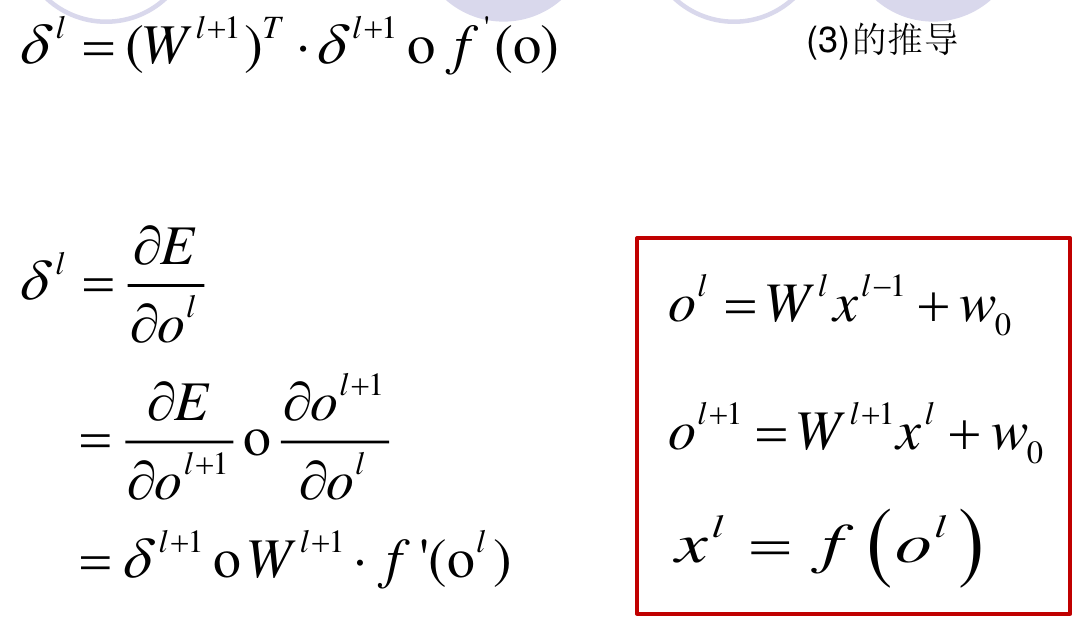 δ^l = (W^{l+1})^T · δ^{l+1} o f^'(o)
(3)的推导
δ^l = ∂E/∂o^l
= ∂E/∂o^{l+1} o ∂o^{l+1}/∂o^l
= δ^{l+1} o W^{l+1} · f '(o^l)
o^l = W^l x^{l−1} + w_0
o^{l+1} = W^{l+1} x^l + w_0
x^l = f(o^l)